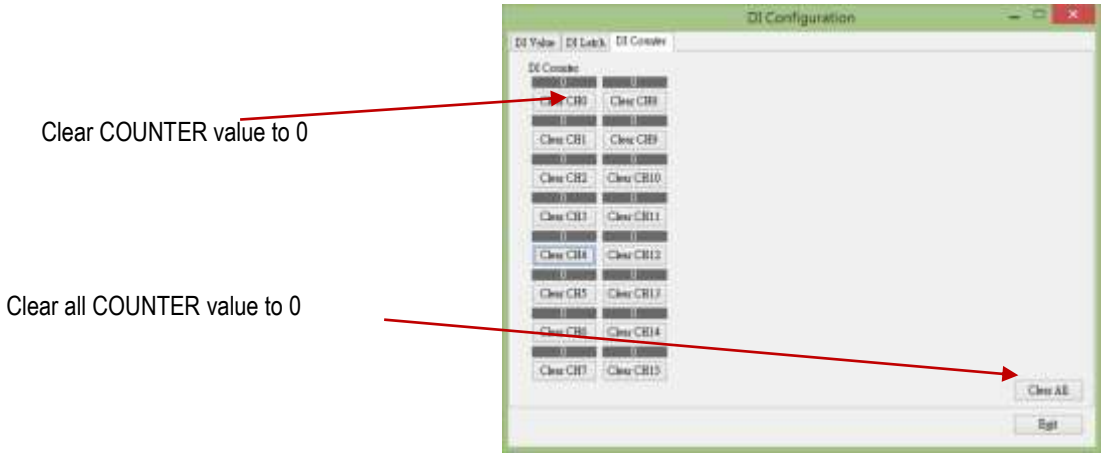 DI Configuration
DI Value DI Latch DI Counter
DI Counter
0 0
Clear CH0 Clear CH8
0 0
Clear CH1 Clear CH9
0 0
Clear CH2 Clear CH10
0 0
Clear CH3 Clear CH11
0 0
Clear CH4 Clear CH12
0 0
Clear CH5 Clear CH13
0 0
Clear CH6 Clear CH14
0 0
Clear CH7 Clear CH15
Clear All
Exit
Clear COUNTER value to 0
Clear all COUNTER value to 0